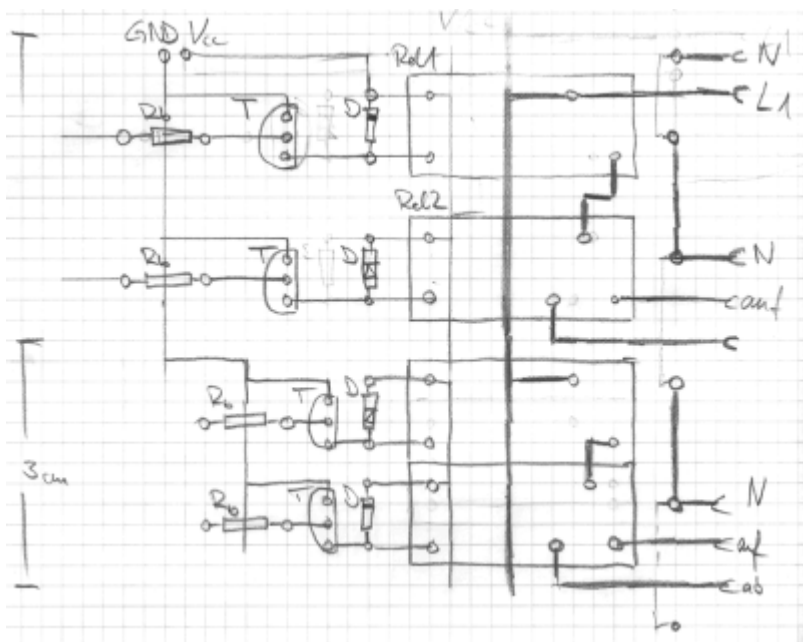 GND Vcc
Rel1
N
L1
Rb T D
Rel2
N
Rb T D
auf
Rb T D
3cm
N
Rb T D
auf
ab